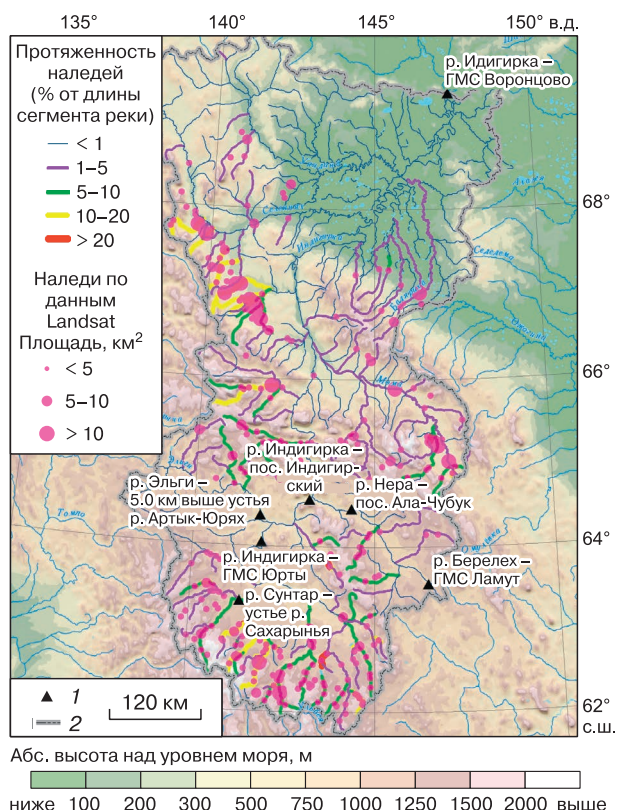 135°
140°
145°
150° в.д.
Протяженность
наледей
(% от длины
сегмента реки)
< 1
1–5
5–10
10–20
> 20
Наледи по
данным
Landsat
Площадь, км²
< 5
5–10
> 10
р. Идигирка –
ГМС Воронцово
68°
66°
64°
62°
с.ш.
Индигирка
Селеннях
Бадяриха
Мома
р. Индигирка –
пос. Индигир-
ский
р. Эльги –
5.0 км выше устья
р. Артык-Юрях
р. Нера –
пос. Ала-Чубук
р. Индигирка –
ГМС Юрты
р. Берелех –
ГМС Ламут
р. Сунтар –
устье р.
Сахарынья
1
2
120 км
Абс. высота над уровнем моря, м
ниже 100 200 300 500 750 1000 1250 1500 2000 выше